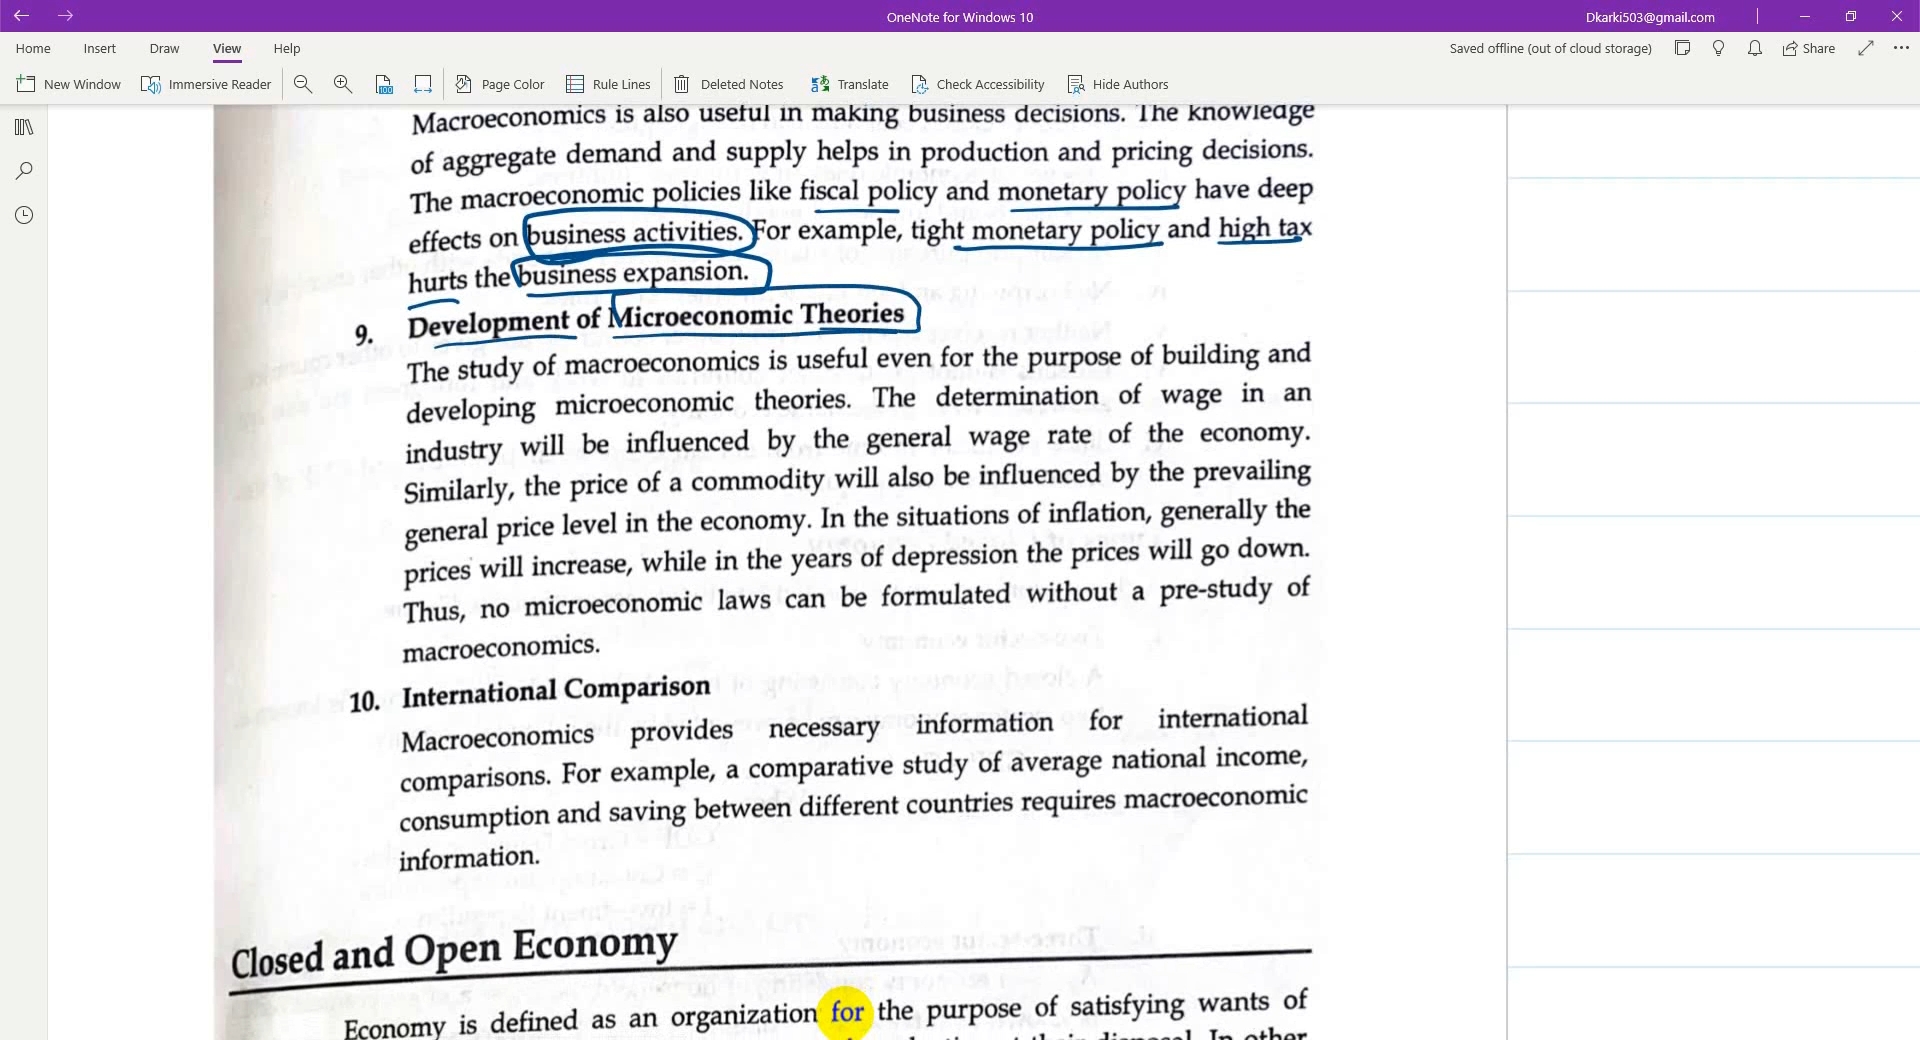 OneNote for Windows 10
Dkarki503@gmail.com
Home Insert Draw View Help
Saved offline (out of cloud storage) Share
New Window Immersive Reader Page Color Rule Lines Deleted Notes Translate Check Accessibility Hide Authors
Macroeconomics is also useful in making business decisions. The knowledge
of aggregate demand and supply helps in production and pricing decisions.
The macroeconomic policies like fiscal policy and monetary policy have deep
effects on business activities. For example, tight monetary policy and high tax
hurts the business expansion.
9. Development of Microeconomic Theories
The study of macroeconomics is useful even for the purpose of building and
developing microeconomic theories. The determination of wage in an
industry will be influenced by the general wage rate of the economy.
Similarly, the price of a commodity will also be influenced by the prevailing
general price level in the economy. In the situations of inflation, generally the
prices will increase, while in the years of depression the prices will go down.
Thus, no microeconomic laws can be formulated without a pre-study of
macroeconomics.
10. International Comparison
Macroeconomics provides necessary information for international
comparisons. For example, a comparative study of average national income,
consumption and saving between different countries requires macroeconomic
information.
Closed and Open Economy
Economy is defined as an organization for the purpose of satisfying wants of
their disposal. In other